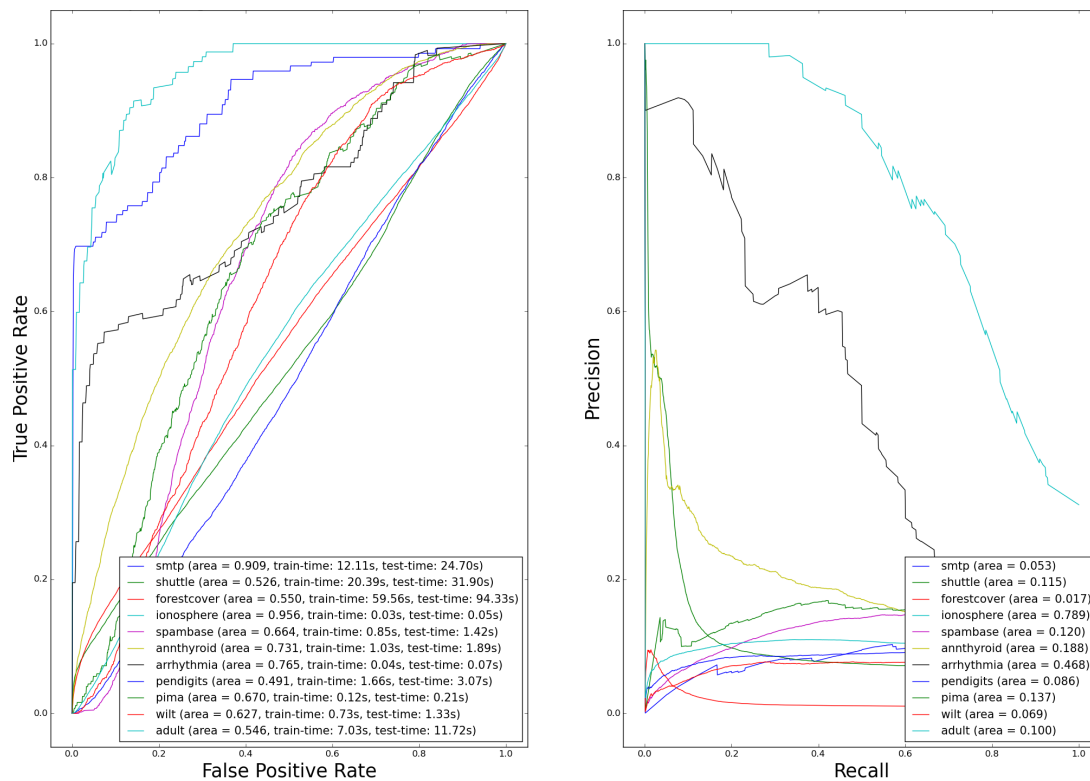 True Positive Rate
1.0
0.8
0.6
0.4
0.2
0.0
0.0 0.2 0.4 0.6 0.8 1.0
False Positive Rate
smtp (area = 0.909, train-time: 12.11s, test-time: 24.70s)
shuttle (area = 0.526, train-time: 20.39s, test-time: 31.90s)
forestcover (area = 0.550, train-time: 59.56s, test-time: 94.33s)
ionosphere (area = 0.956, train-time: 0.03s, test-time: 0.05s)
spambase (area = 0.664, train-time: 0.85s, test-time: 1.42s)
annthyroid (area = 0.731, train-time: 1.03s, test-time: 1.89s)
arrhythmia (area = 0.765, train-time: 0.04s, test-time: 0.07s)
pendigits (area = 0.491, train-time: 1.66s, test-time: 3.07s)
pima (area = 0.670, train-time: 0.12s, test-time: 0.21s)
wilt (area = 0.627, train-time: 0.73s, test-time: 1.33s)
adult (area = 0.546, train-time: 7.03s, test-time: 11.72s)
Precision
1.0
0.8
0.6
0.4
0.2
0.0
0.0 0.2 0.4 0.6 0.8 1.0
Recall
smtp (area = 0.053)
shuttle (area = 0.115)
forestcover (area = 0.017)
ionosphere (area = 0.789)
spambase (area = 0.120)
annthyroid (area = 0.188)
arrhythmia (area = 0.468)
pendigits (area = 0.086)
pima (area = 0.137)
wilt (area = 0.069)
adult (area = 0.100)